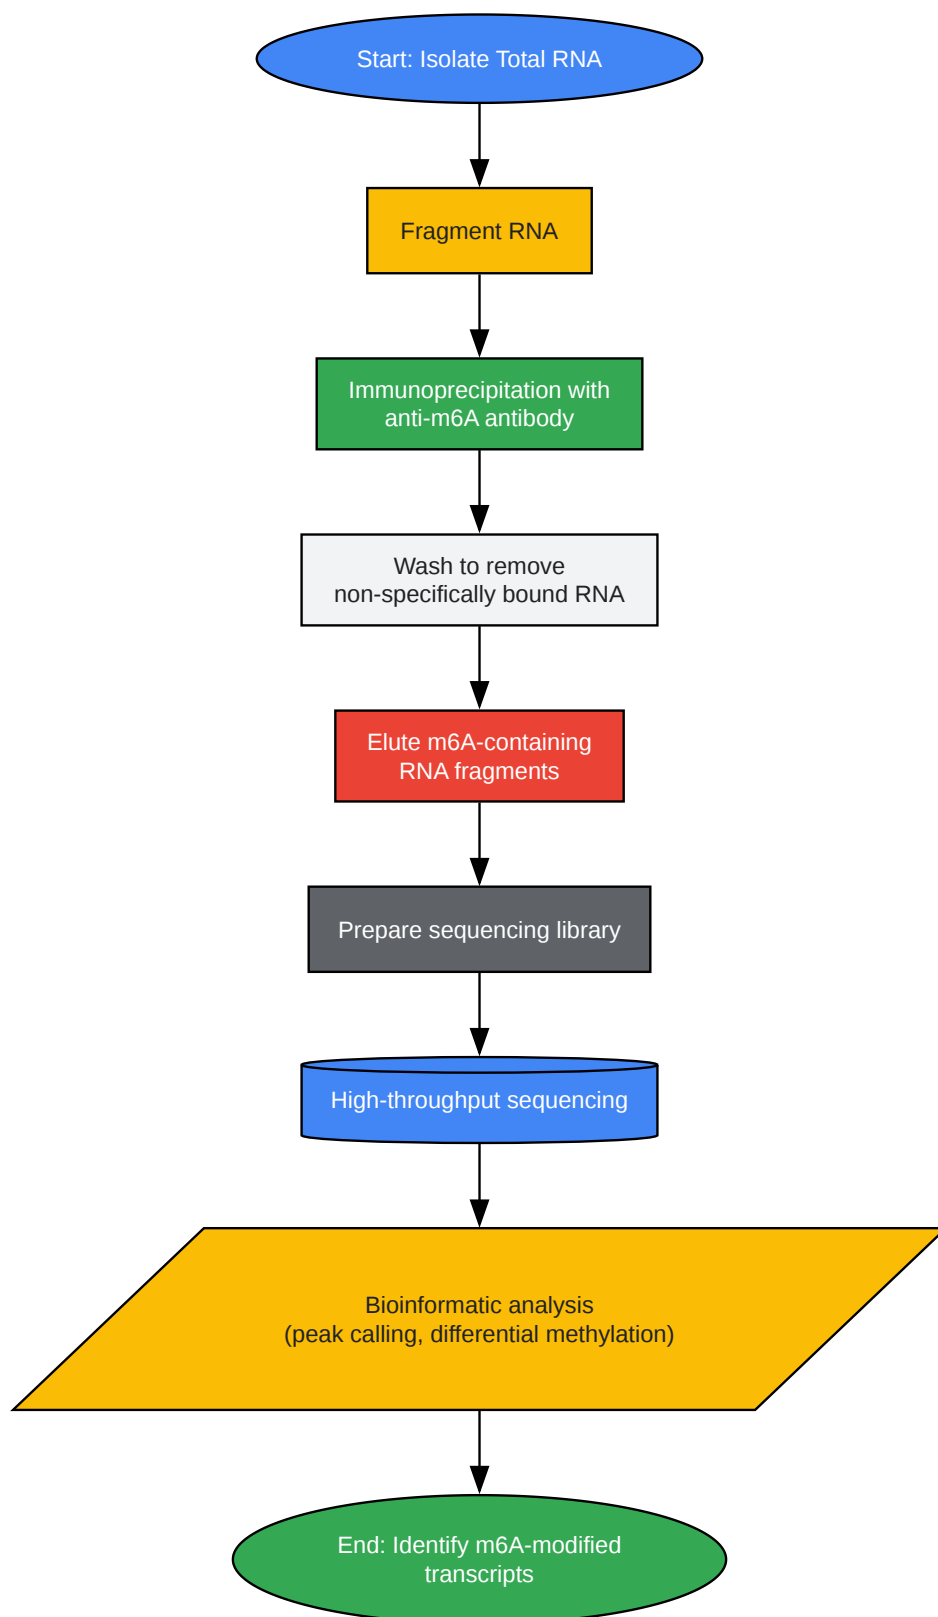 Start: Isolate Total RNA
Fragment RNA
Immunoprecipitation with
anti-m6A antibody
Wash to remove
non-specifically bound RNA
Elute m6A-containing
RNA fragments
Prepare sequencing library
High-throughput sequencing
Bioinformatic analysis
(peak calling, differential methylation)
End: Identify m6A-modified
transcripts